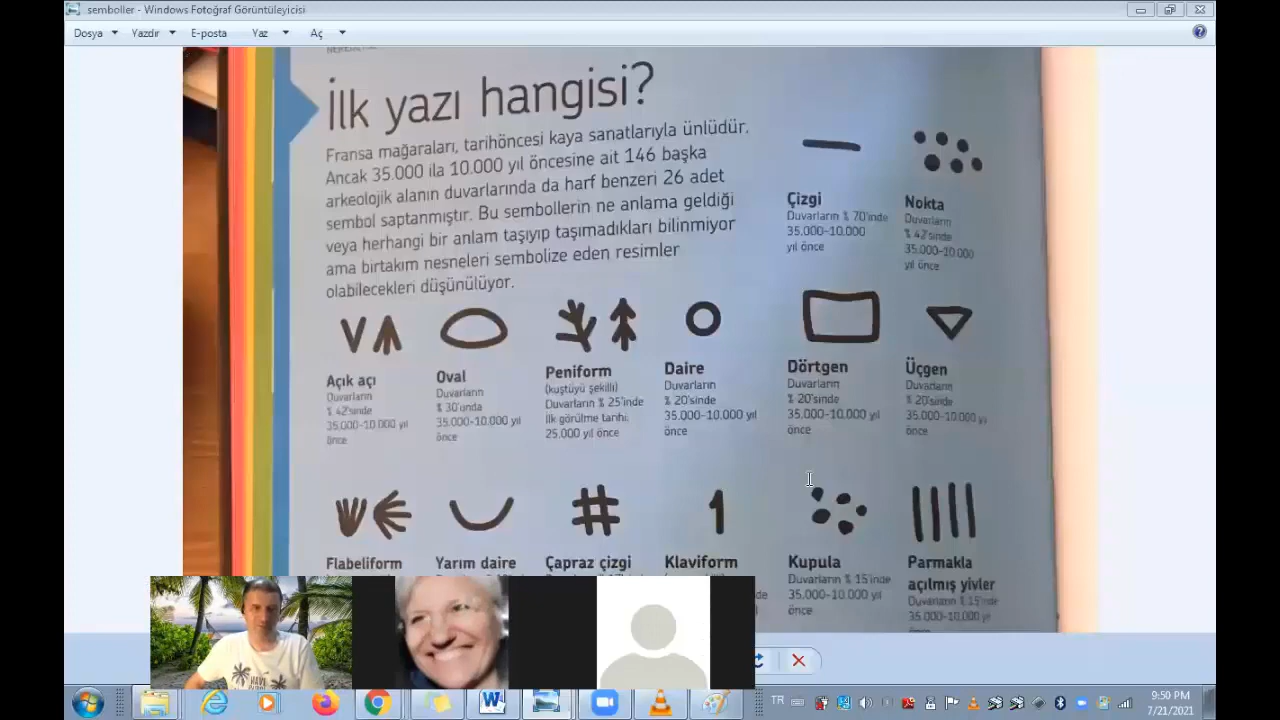 semboller - Windows Fotoğraf Görüntüleyicisi
Dosya Yazdır E-posta Yaz Aç
İlk yazı hangisi?
Fransa mağaraları, tarihöncesi kaya sanatlarıyla ünlüdür.
Ancak 35.000 ila 10.000 yıl öncesine ait 146 başka
arkeolojik alanın duvarlarında da harf benzeri 26 adet
sembol saptanmıştır. Bu sembollerin ne anlama geldiği
veya herhangi bir anlam taşıyıp taşımadıkları bilinmiyor
ama birtakım nesneleri sembolize eden resimler
olabilecekleri düşünülüyor.
Çizgi
Duvarların % 70'inde
35.000-10.000
yıl önce
Nokta
Duvarların
% 42'sinde
35.000-10.000
yıl önce
Açık açı
Duvarların
% 42'sinde
35.000-10.000 yıl
önce
Oval
Duvarların
% 30'unda
35.000-10.000 yıl
önce
Peniform
(kuştüyü şekilli)
Duvarların % 25'inde
İlk görülme tarihi:
25.000 yıl önce
Daire
Duvarların
% 20'sinde
35.000-10.000 yıl
önce
Dörtgen
Duvarların
% 20'sinde
35.000-10.000 yıl
önce
Üçgen
Duvarların
% 20'sinde
35.000-10.000 yıl
önce
Flabeliform
Yarım daire
Çapraz çizgi
Klaviform
Kupula
Duvarların % 15'inde
35.000-10.000 yıl
önce
Parmakla
açılmış yivler
Duvarların % 15'inde
35.000-10.000 yıl
TR
9:50 PM
7/21/2021